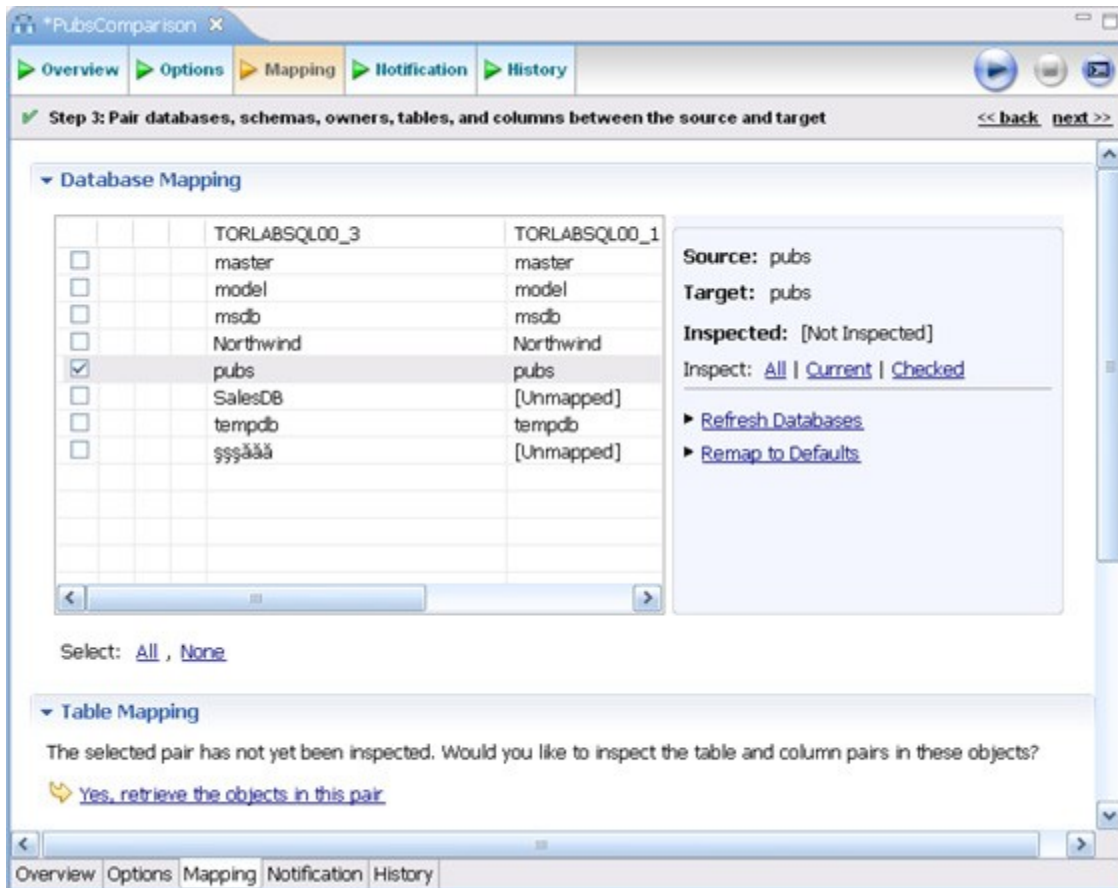 *PubsComparison
Overview Options Mapping Notification History
Step 3: Pair databases, schemas, owners, tables, and columns between the source and target << back next >>
Database Mapping
TORLABSQL00_3 TORLABSQL00_1
master master
model model
msdb msdb
Northwind Northwind
pubs pubs
SalesDB [Unmapped]
tempdb tempdb
şşşăăă [Unmapped]
Source: pubs
Target: pubs
Inspected: [Not Inspected]
Inspect: All | Current | Checked
Refresh Databases
Remap to Defaults
Select: All , None
Table Mapping
The selected pair has not yet been inspected. Would you like to inspect the table and column pairs in these objects?
Yes, retrieve the objects in this pair
Overview Options Mapping Notification History